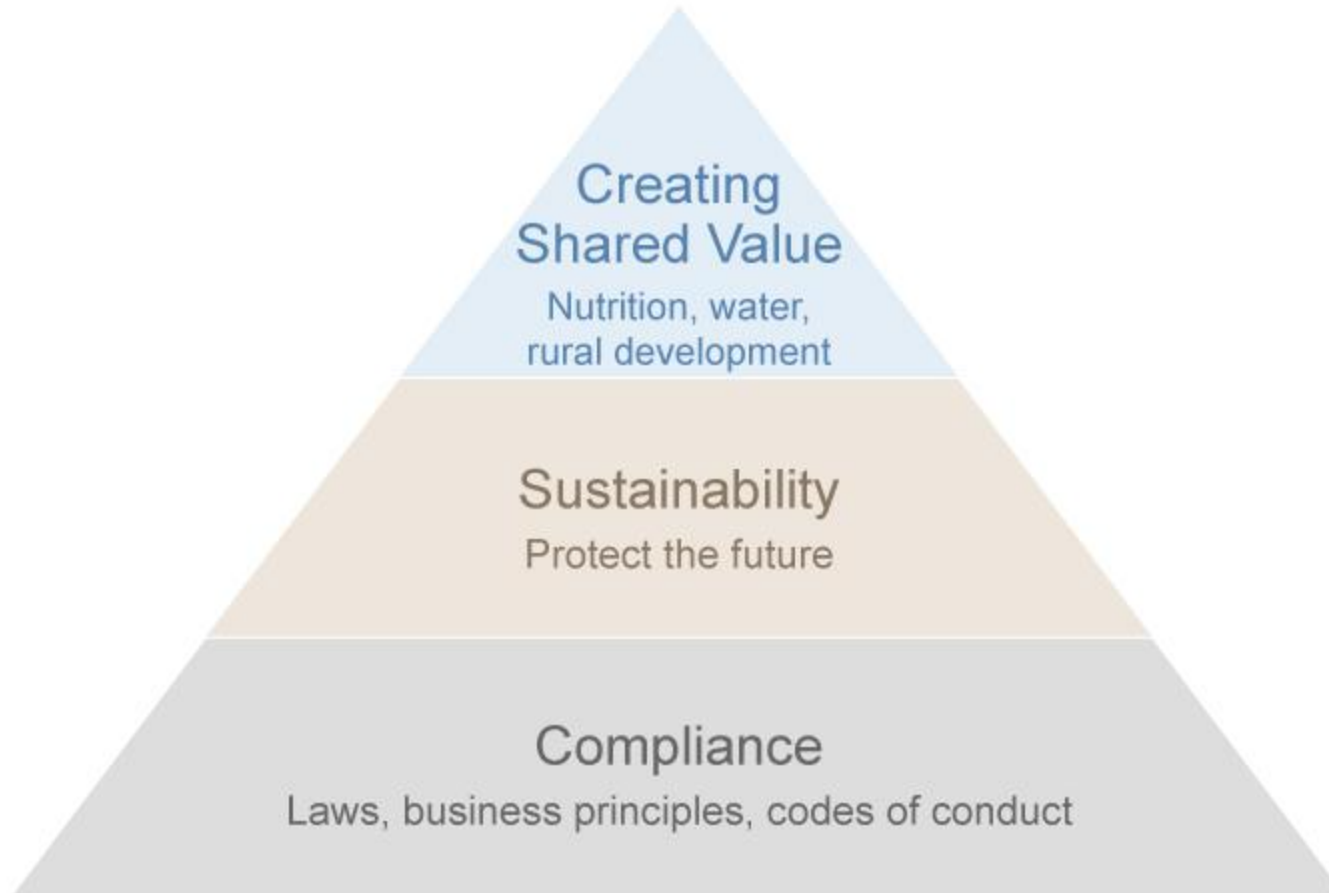 Creating
Shared Value
Nutrition, water,
rural development
Sustainability
Protect the future
Compliance
Laws, business principles, codes of conduct